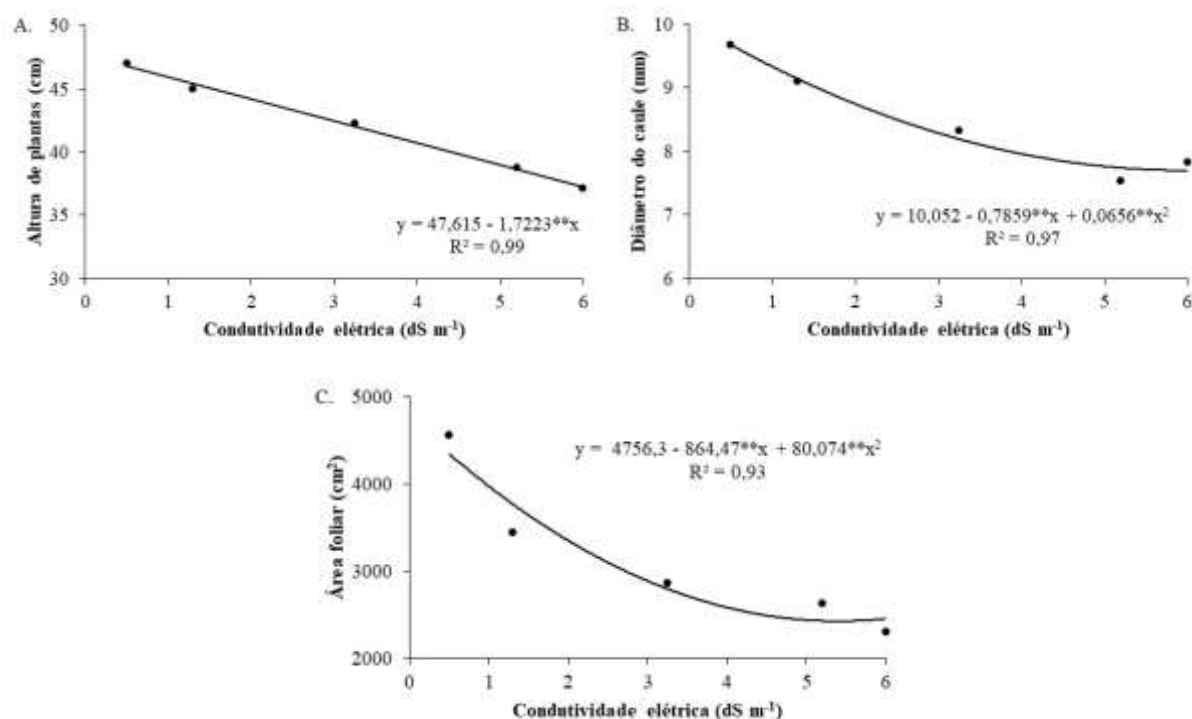 A.
Altura de plantas (cm)
50
45
40
35
30
y = 47,615 - 1,7223**x
R² = 0,99
0 1 2 3 4 5 6
Condutividade elétrica (dS m⁻¹)
B.
Diâmetro do caule (mm)
10
9
8
7
6
y = 10,052 - 0,7859**x + 0,0656**x²
R² = 0,97
0 1 2 3 4 5 6
Condutividade elétrica (dS m⁻¹)
C.
Área foliar (cm²)
5000
4000
3000
2000
y = 4756,3 - 864,47**x + 80,074**x²
R² = 0,93
0 1 2 3 4 5 6
Condutividade elétrica (dS m⁻¹)